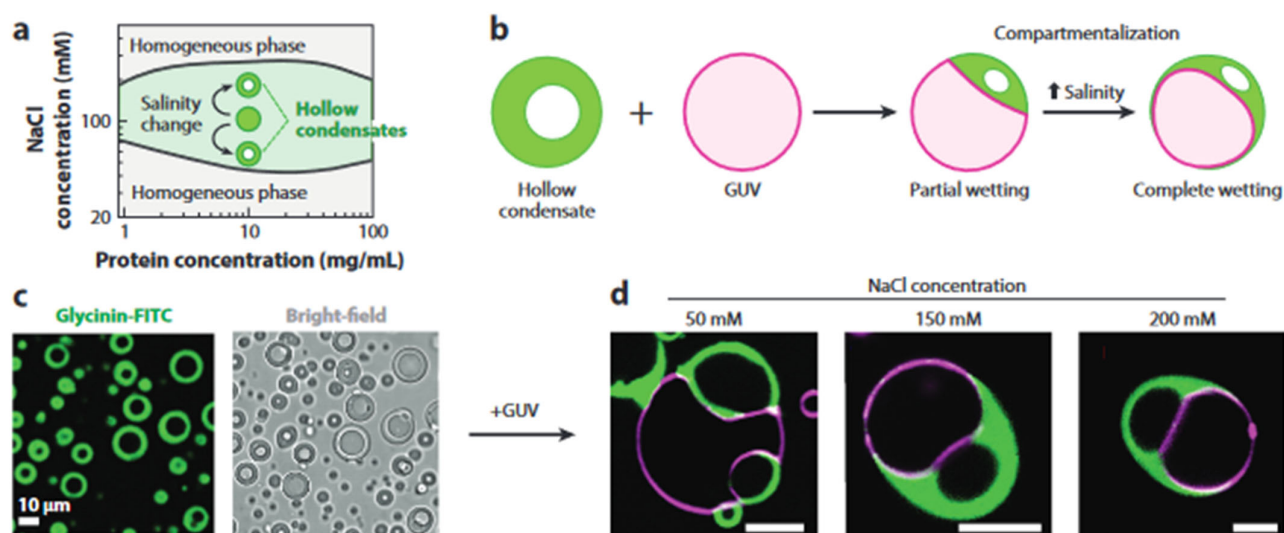 a
Homogeneous phase
Salinity
change
Hollow
condensates
Homogeneous phase
NaCl
concentration (mM)
100
20
1
10
100
Protein concentration (mg/mL)
b
Compartmentalization
+
Salinity
Hollow
condensate
GUV
Partial wetting
Complete wetting
c
Glycinin-FITC
Bright-field
10 μm
+GUV
d
NaCl concentration
50 mM
150 mM
200 mM